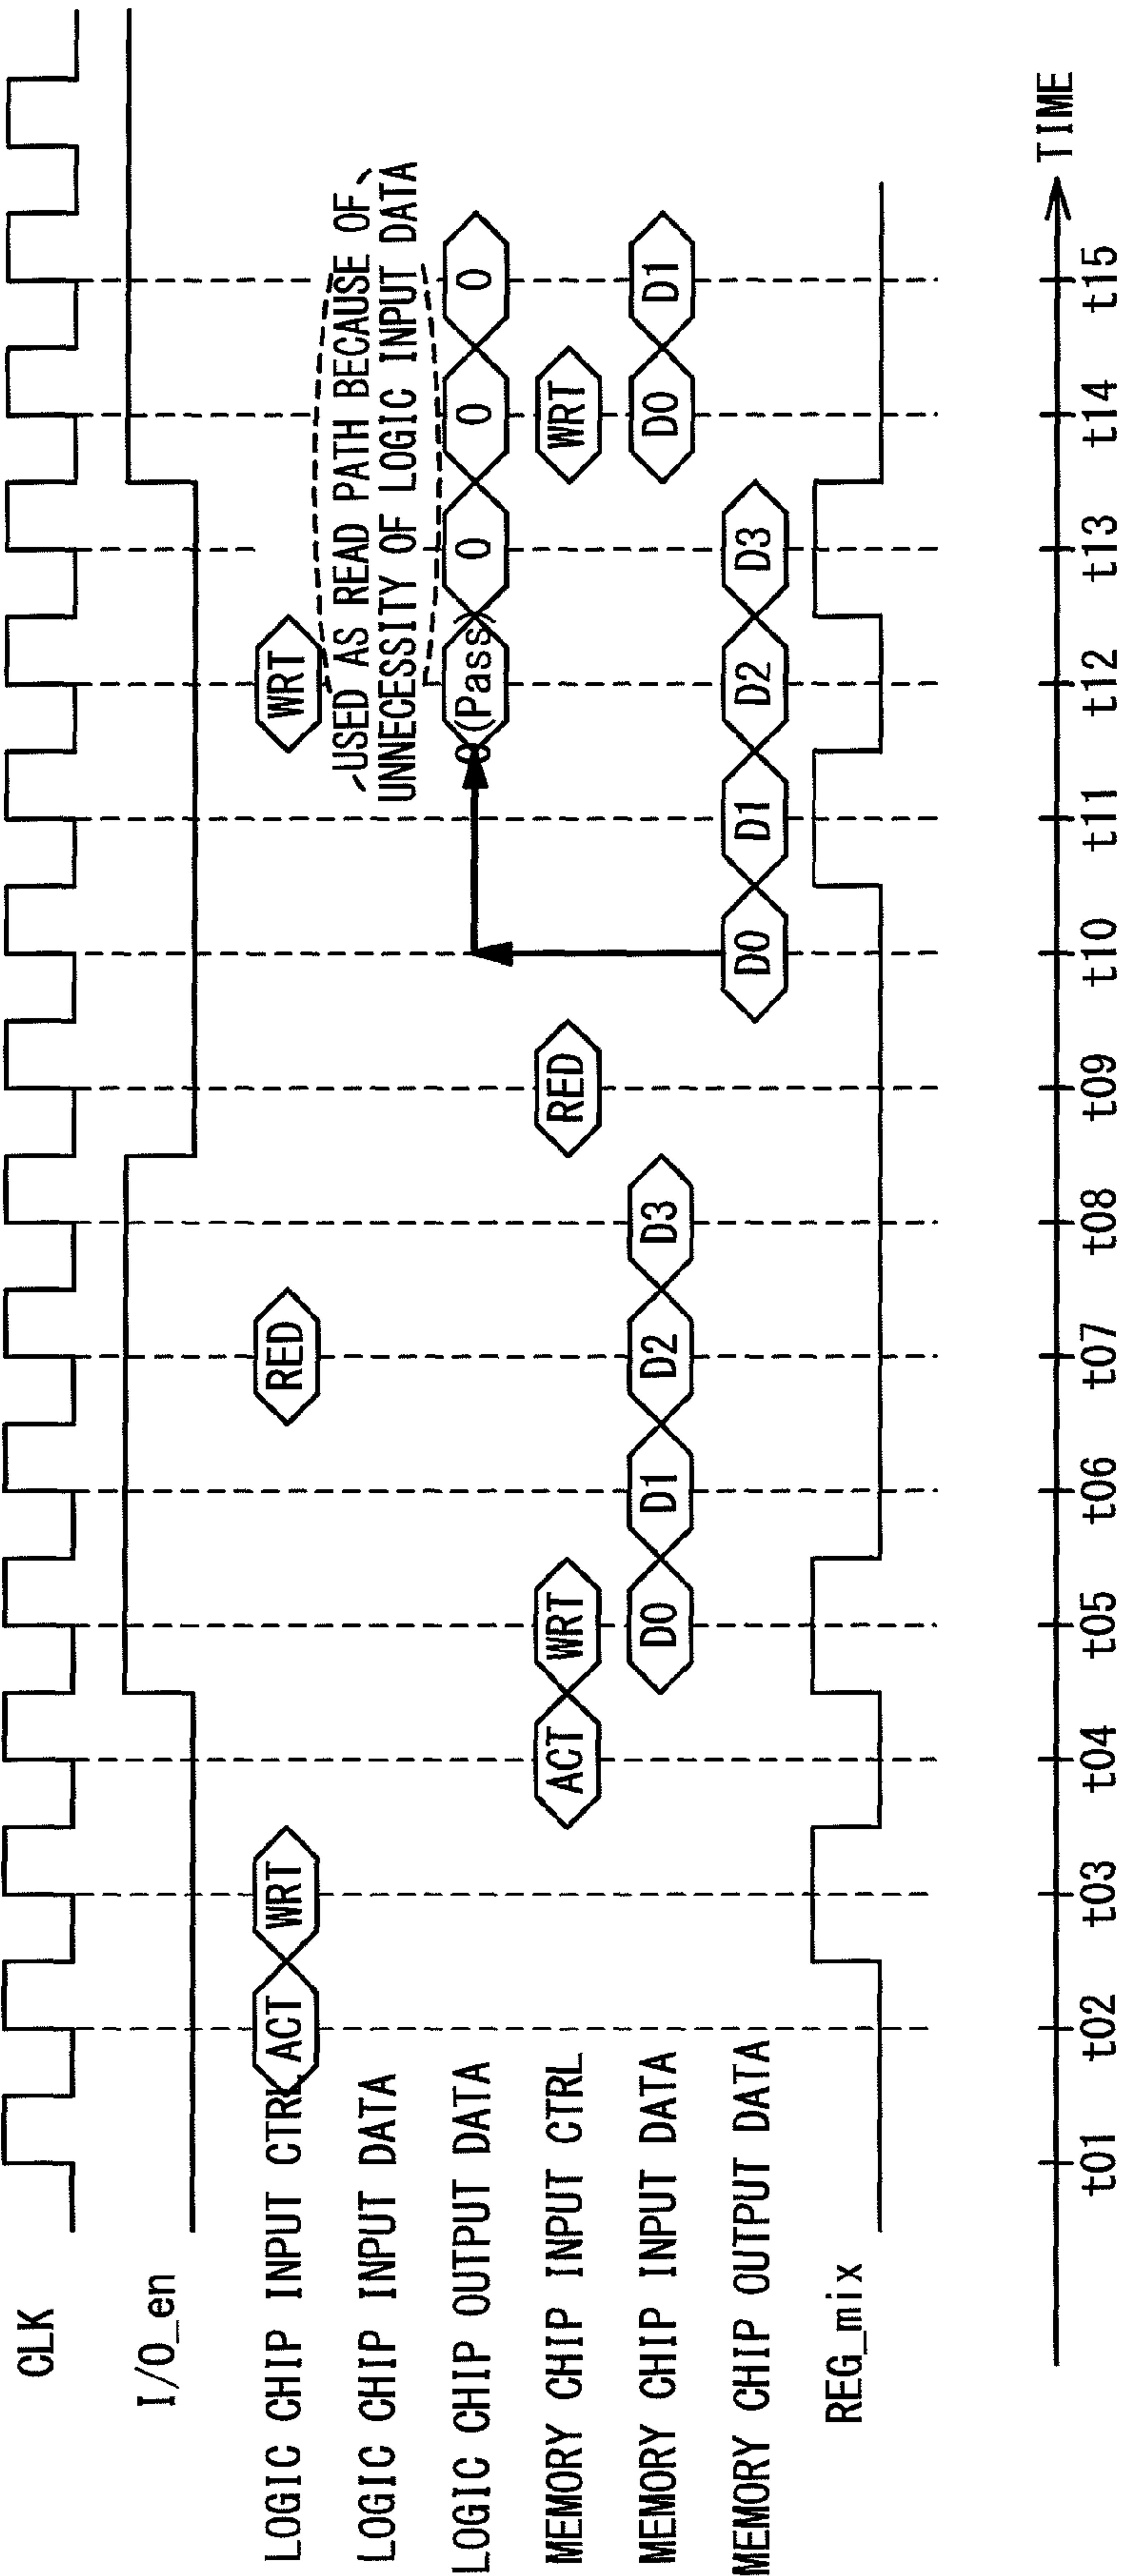 CLK
I/O_en
LOGIC CHIP INPUT CTRL
ACT WRT RED WRT
LOGIC CHIP INPUT DATA
USED AS READ PATH BECAUSE OF
UNNECESSITY OF LOGIC INPUT DATA
LOGIC CHIP OUTPUT DATA
0 (Pass) 0 0 0
MEMORY CHIP INPUT CTRL
ACT WRT RED WRT
MEMORY CHIP INPUT DATA
D0 D1 D2 D3 D0 D1
MEMORY CHIP OUTPUT DATA
D0 D1 D2 D3
REG_mix
t01 t02 t03 t04 t05 t06 t07 t08 t09 t10 t11 t12 t13 t14 t15
TIME